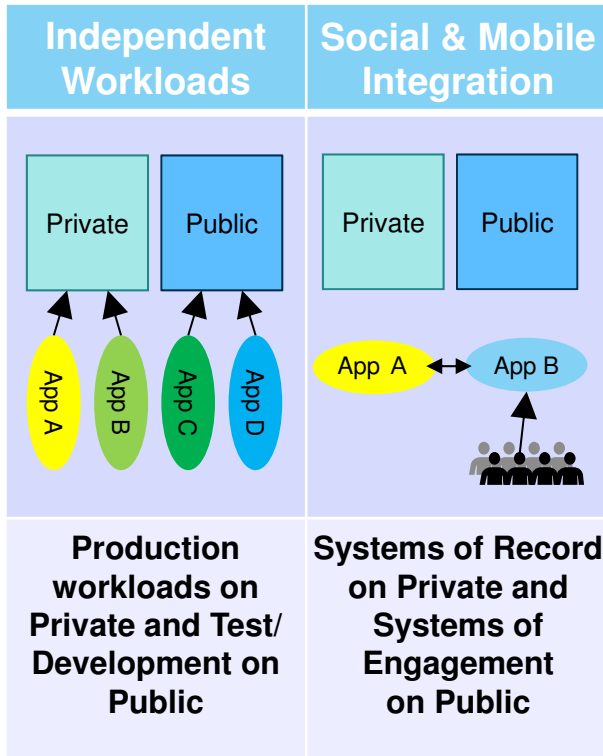 Independent
Workloads
Social & Mobile
Integration
Private
Public
App A
App B
App C
App D
Production
workloads on
Private and Test/
Development on
Public
Private
Public
App A
App B
Systems of Record
on Private and
Systems of
Engagement
on Public